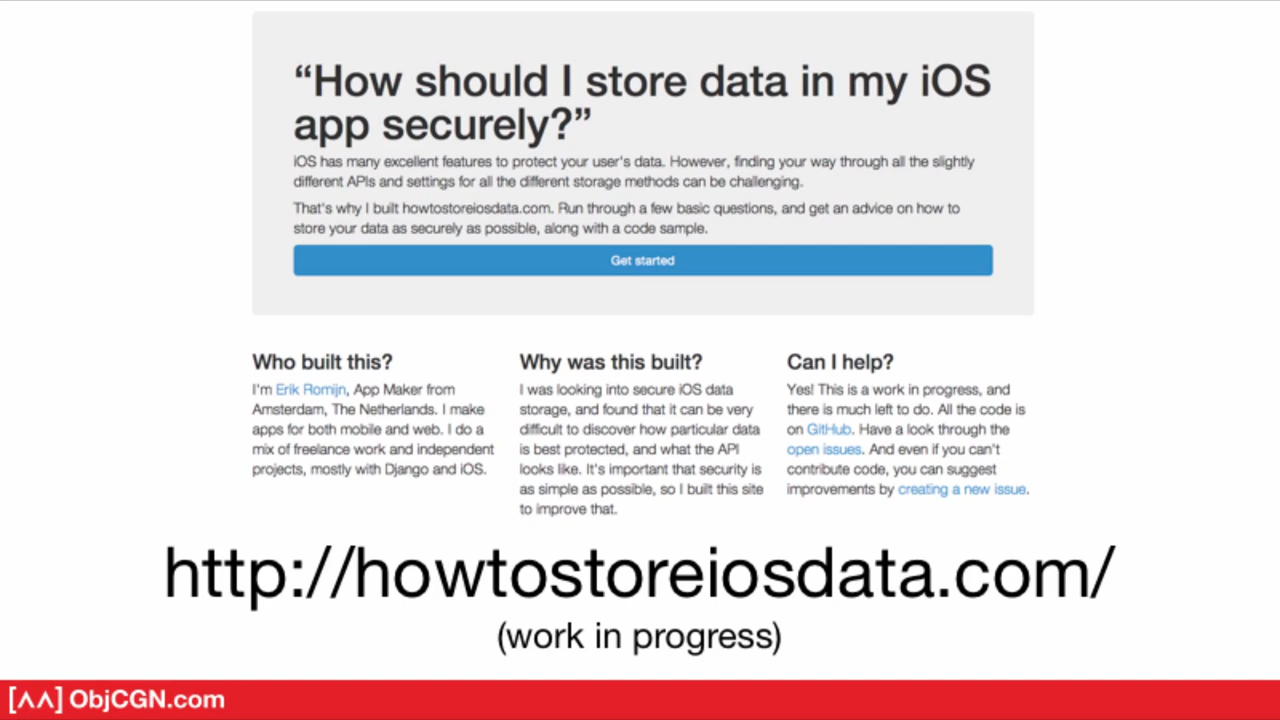 “How should I store data in my iOS
app securely?”
iOS has many excellent features to protect your user's data. However, finding your way through all the slightly
different APIs and settings for all the different storage methods can be challenging.
That's why I built howtostoreiosdata.com. Run through a few basic questions, and get an advice on how to
store your data as securely as possible, along with a code sample.
Get started
Who built this?
I'm Erik Romijn, App Maker from
Amsterdam, The Netherlands. I make
apps for both mobile and web. I do a
mix of freelance work and independent
projects, mostly with Django and iOS.
Why was this built?
I was looking into secure iOS data
storage, and found that it can be very
difficult to discover how particular data
is best protected, and what the API
looks like. It's important that security is
as simple as possible, so I built this site
to improve that.
Can I help?
Yes! This is a work in progress, and
there is much left to do. All the code is
on GitHub. Have a look through the
open issues. And even if you can't
contribute code, you can suggest
improvements by creating a new issue.
http://howtostoreiosdata.com/
(work in progress)
[ʌʌ] ObjCGN.com